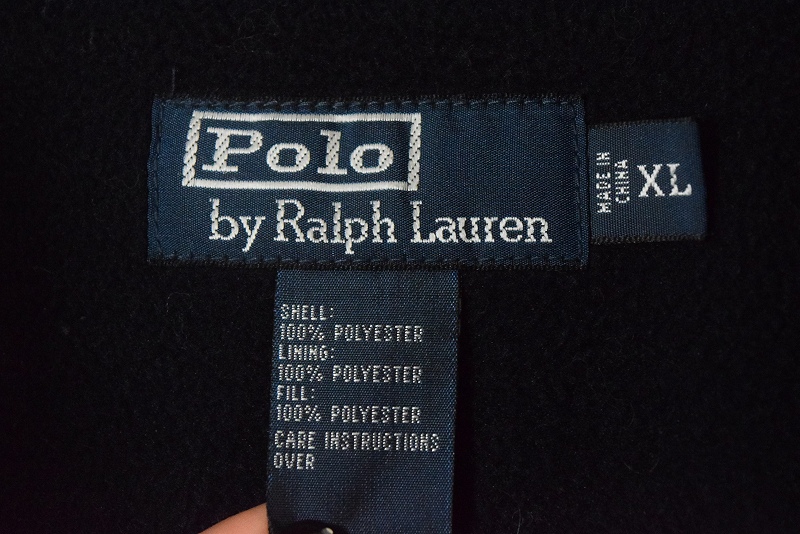 Polo
by Ralph Lauren
MADE IN
CHINA
XL
SHELL:
100% POLYESTER
LINING:
100% POLYESTER
FILL:
100% POLYESTER
CARE INSTRUCTIONS
OVER